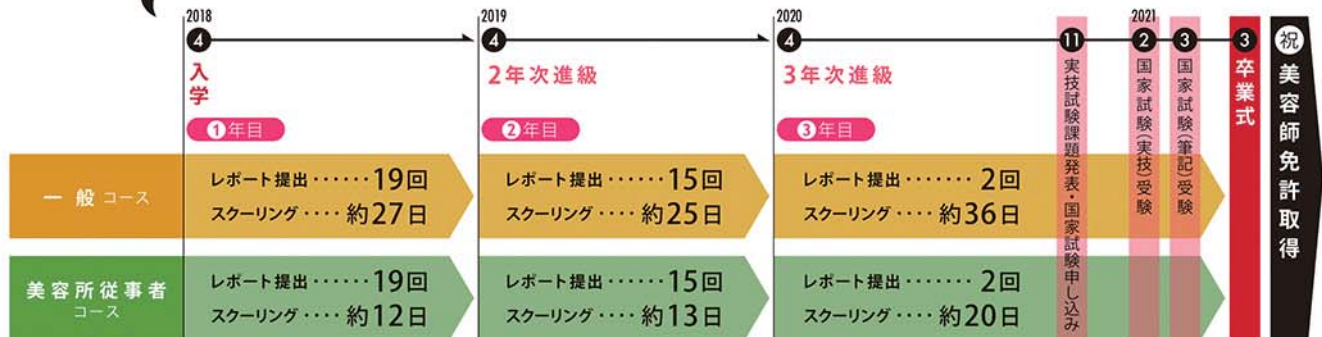 2018
2019
2020
2021
4
4
4
11
2
3
3
祝
入学
2年次進級
3年次進級
実技試験課題発表・国家試験申し込み
国家試験(実技)受験
国家試験(筆記)受験
卒業式
美容師免許取得
1年目
2年目
3年目
一般コース
レポート提出‥‥‥19回
スクーリング‥‥約27日
レポート提出‥‥‥15回
スクーリング‥‥約25日
レポート提出‥‥‥・2回
スクーリング‥‥約36日
美容所従事者
コース
レポート提出‥‥‥19回
スクーリング‥‥約12日
レポート提出‥‥‥15回
スクーリング‥‥約13日
レポート提出‥‥‥・2回
スクーリング‥‥約20日